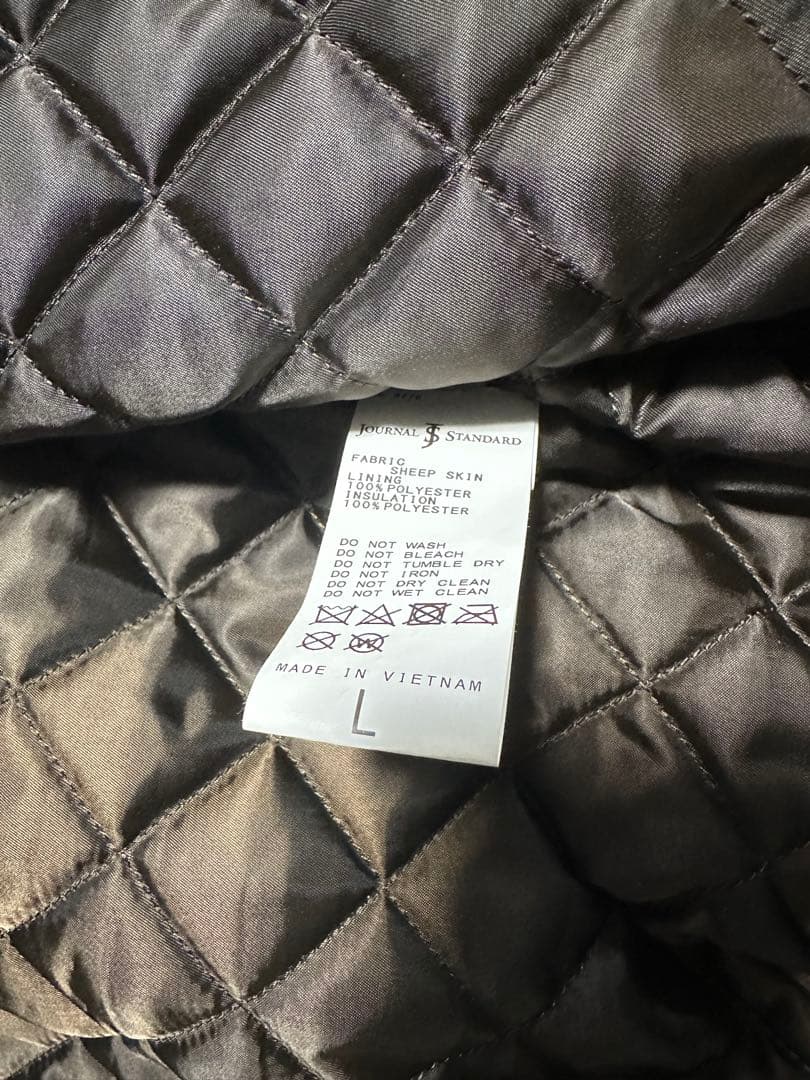 JOURNAL JS STANDARD
FABRIC
SHEEP SKIN
LINING
100% POLYESTER
INSULATION
100% POLYESTER
DO NOT WASH
DO NOT BLEACH
DO NOT TUMBLE DRY
DO NOT IRON
DO NOT DRY CLEAN
DO NOT WET CLEAN
W
MADE IN VIETNAM
L